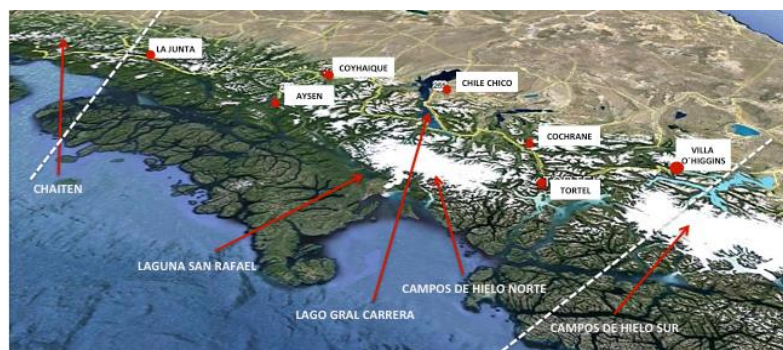 LA JUNTA
COYHAIQUE
CHILE CHICO
AYSEN
COCHRANE
VILLA
O´HIGGINS
CHAITEN
TORTEL
LAGUNA SAN RAFAEL
CAMPOS DE HIELO NORTE
LAGO GRAL CARRERA
CAMPOS DE HIELO SUR